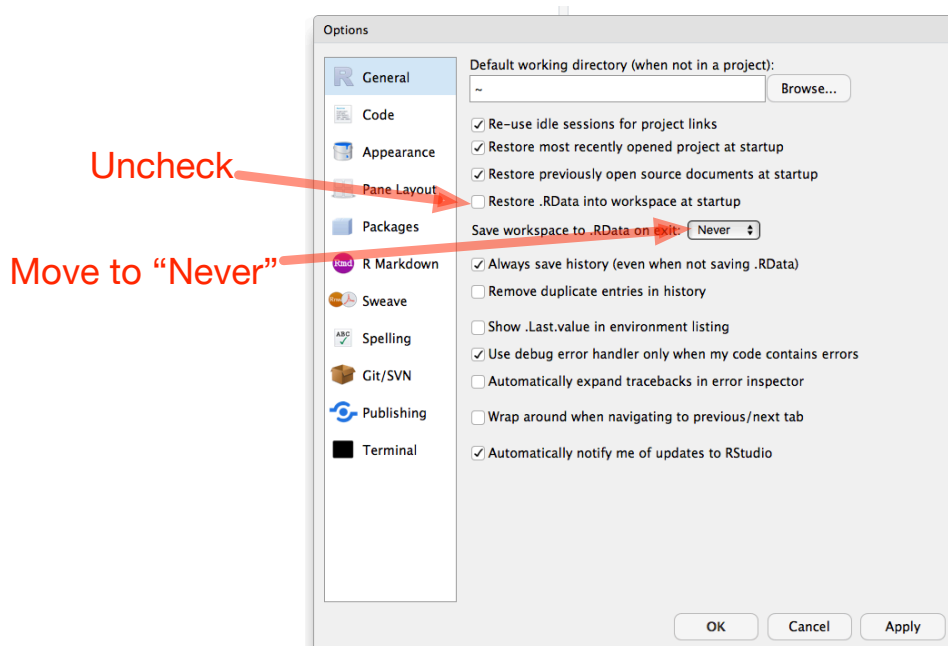 Options
General
Code
Appearance
Pane Layout
Packages
Rmd R Markdown
Sweave
ABC Spelling
Git/SVN
Publishing
Terminal
Default working directory (when not in a project):
~ Browse...
Re-use idle sessions for project links
Restore most recently opened project at startup
Restore previously open source documents at startup
Uncheck
Restore .RData into workspace at startup
Save workspace to .RData on exit: Never
Move to “Never”
Always save history (even when not saving .RData)
Remove duplicate entries in history
Show .Last.value in environment listing
Use debug error handler only when my code contains errors
Automatically expand tracebacks in error inspector
Wrap around when navigating to previous/next tab
Automatically notify me of updates to RStudio
OK Cancel Apply